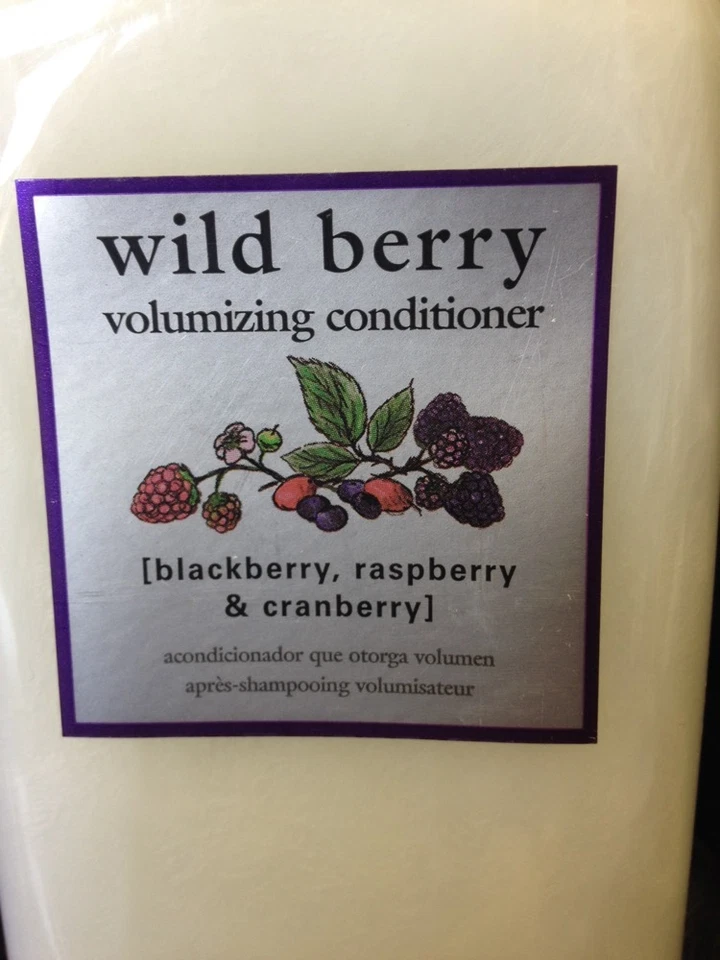 wild berry
volumizing conditioner
[blackberry, raspberry
& cranberry]
acondicionador que otorga volumen
après-shampooing volumisateur